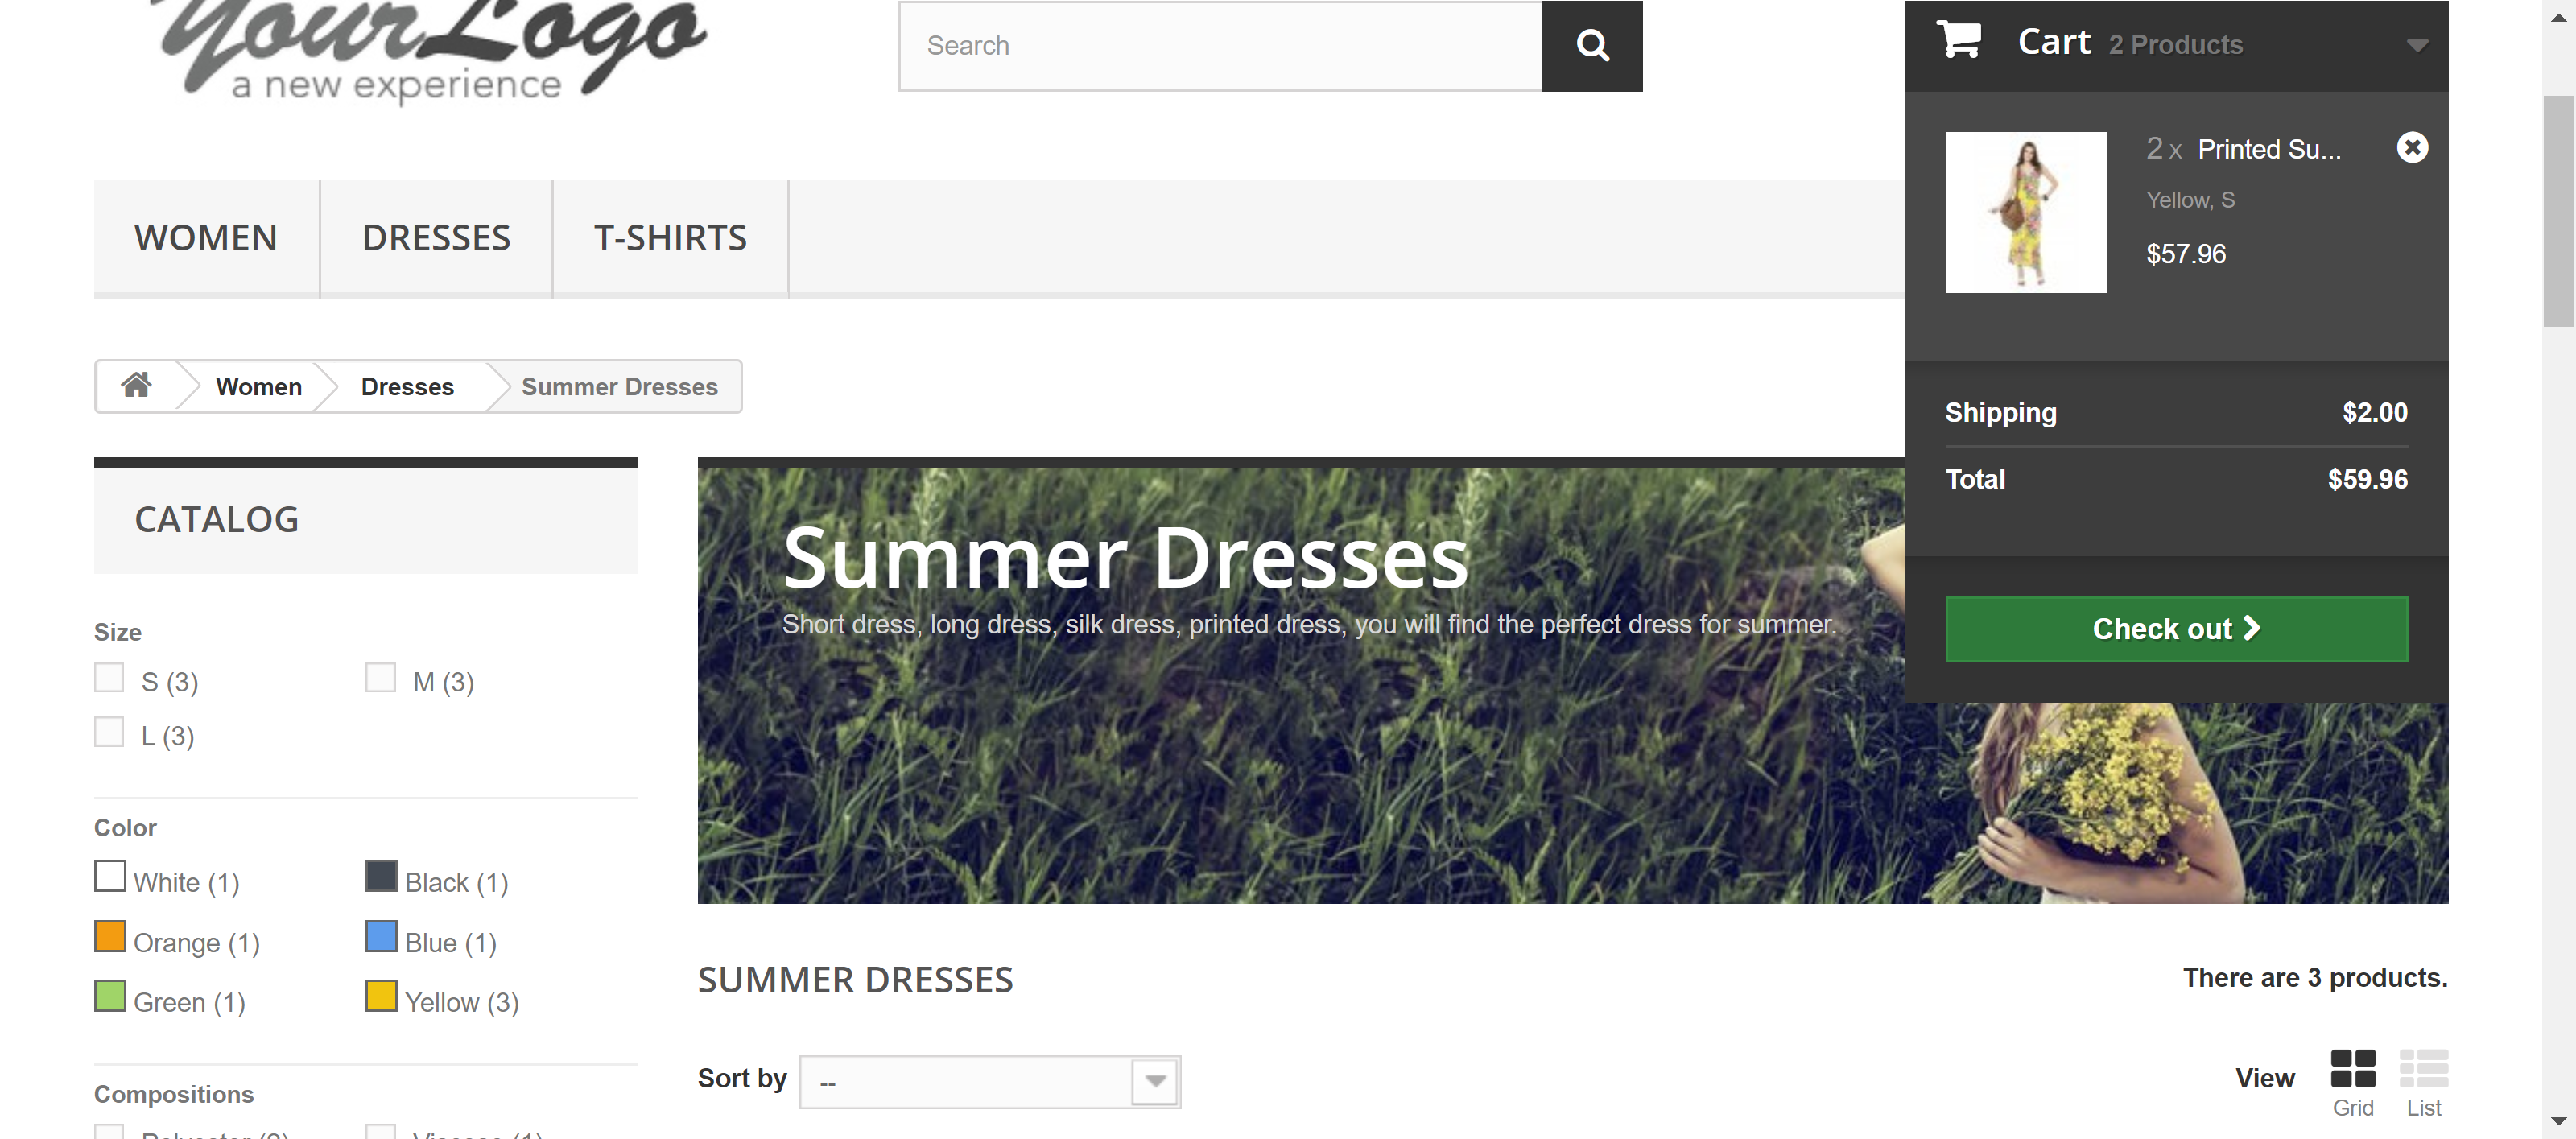 YourLogo
a new experience
Search
Cart 2 Products
2 x Printed Su...
Yellow, S
$57.96
Shipping $2.00
Total $59.96
Check out
WOMEN DRESSES T-SHIRTS
Women Dresses Summer Dresses
CATALOG
Size
S (3) M (3)
L (3)
Color
White (1) Black (1)
Orange (1) Blue (1)
Green (1) Yellow (3)
Compositions
Summer Dresses
Short dress, long dress, silk dress, printed dress, you will find the perfect dress for summer.
SUMMER DRESSES There are 3 products.
Sort by --
View Grid List